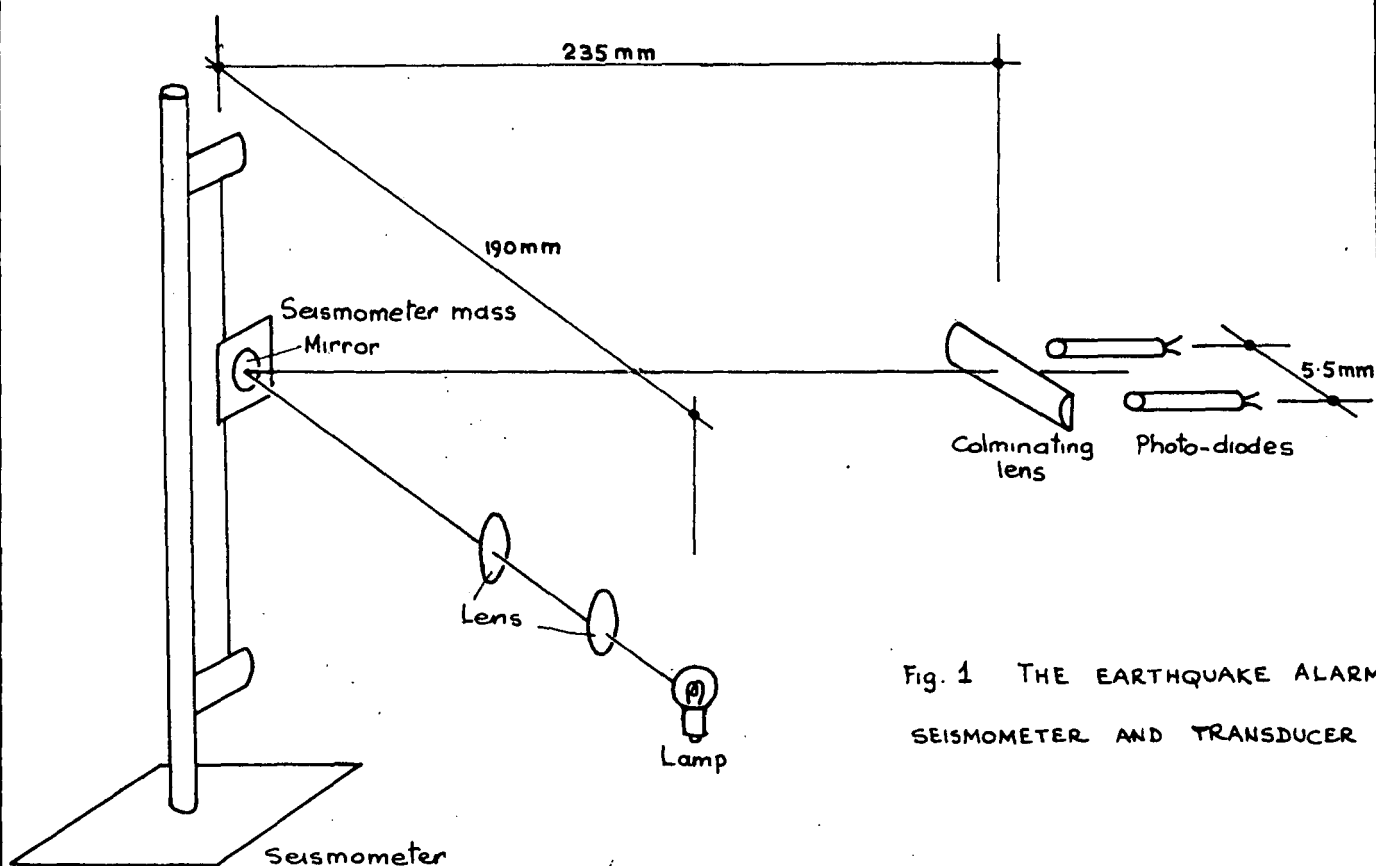 235 mm
190mm
Seismometer mass
Mirror
5.5mm
Colminating
lens
Photo-diodes
Lens
Lamp
Fig. 1 THE EARTHQUAKE ALARM
SEISMOMETER AND TRANSDUCER
Seismometer